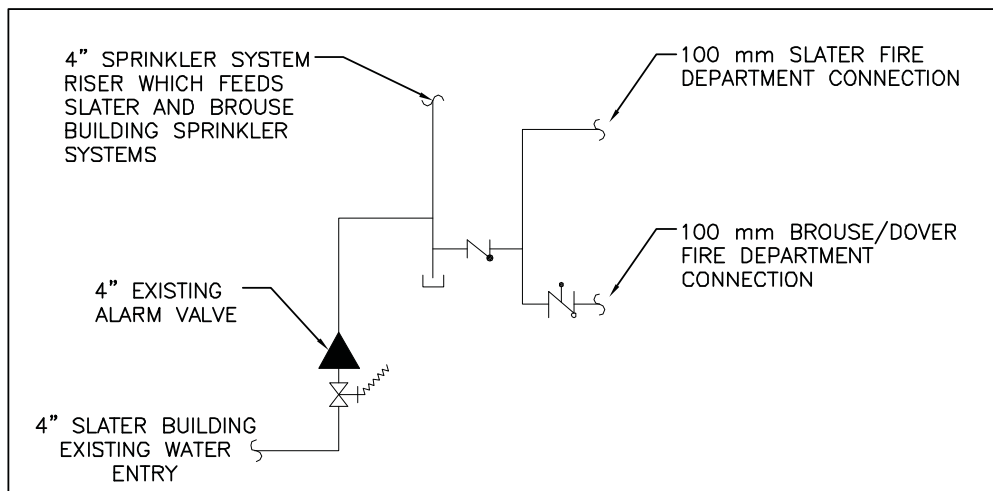 4” SPRINKLER SYSTEM
RISER WHICH FEEDS
SLATER AND BROUSE
BUILDING SPRINKLER
SYSTEMS
100 mm SLATER FIRE
DEPARTMENT CONNECTION
100 mm BROUSE/DOVER
FIRE DEPARTMENT
CONNECTION
4” EXISTING
ALARM VALVE
4” SLATER BUILDING
EXISTING WATER
ENTRY